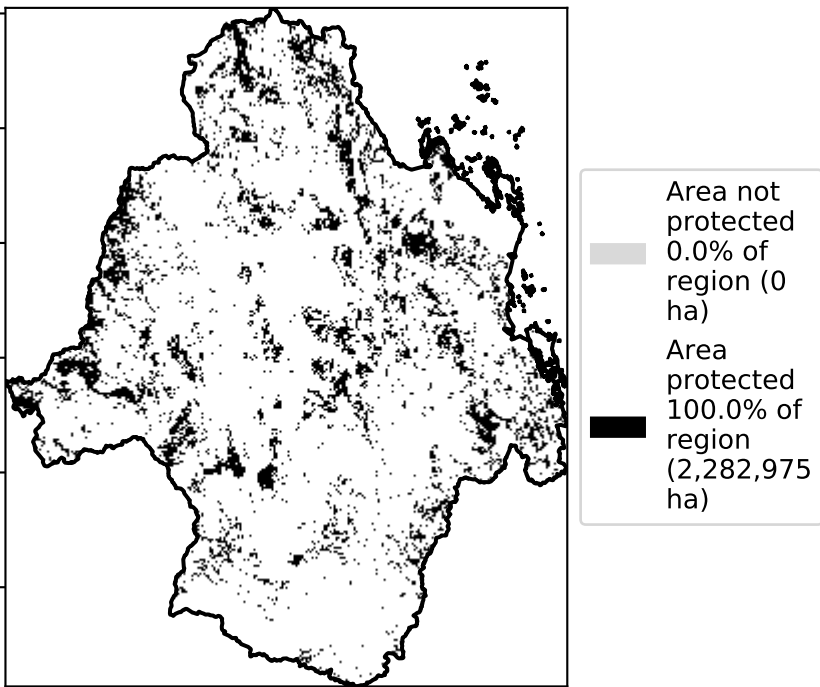 Area not
protected
0.0% of
region (0
ha)
Area
protected
100.0% of
region
(2,282,975
ha)